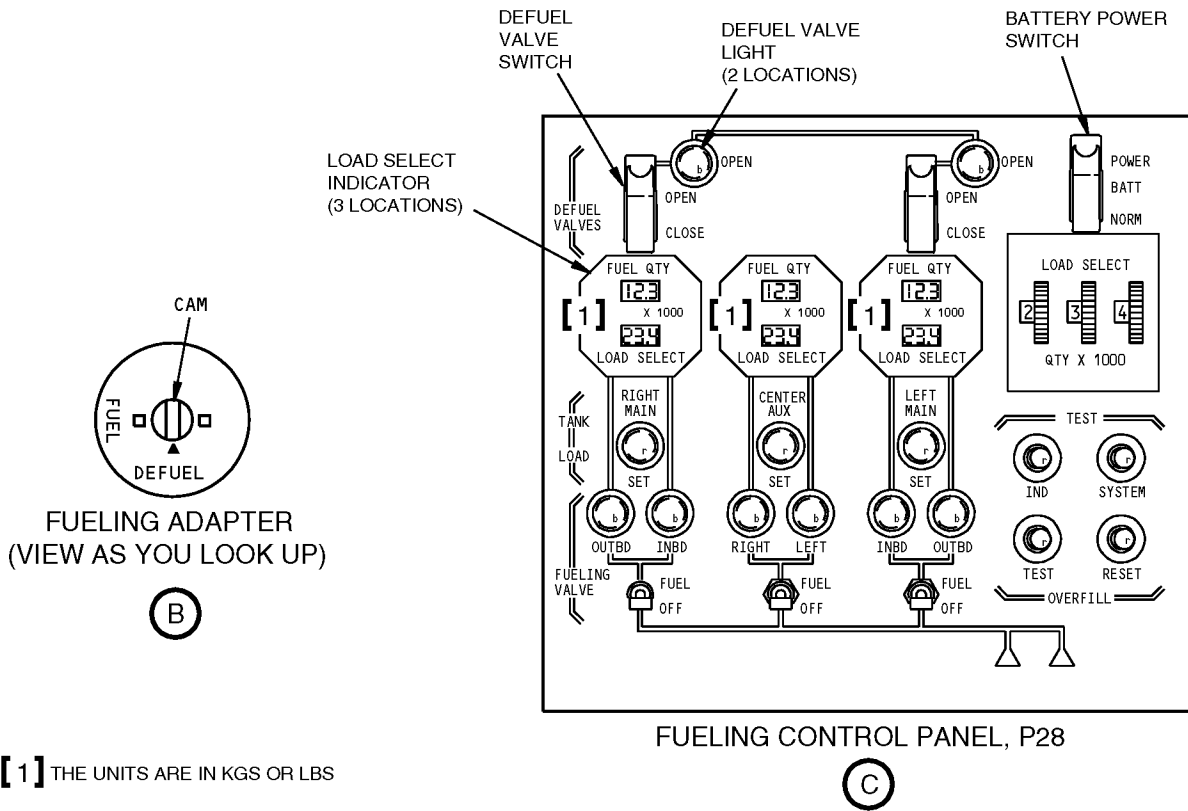 DEFUEL
VALVE
SWITCH
DEFUEL VALVE
LIGHT
(2 LOCATIONS)
BATTERY POWER
SWITCH
LOAD SELECT
INDICATOR
(3 LOCATIONS)
DEFUEL
VALVES
b
OPEN
OPEN
CLOSE
b
OPEN
OPEN
CLOSE
POWER
BATT
NORM
FUEL QTY
12.3
X 1000
23.4
LOAD SELECT
[1]
FUEL QTY
12.3
X 1000
23.4
LOAD SELECT
[1]
FUEL QTY
12.3
X 1000
23.4
LOAD SELECT
[1]
LOAD SELECT
2 3 4
QTY X 1000
TANK
LOAD
RIGHT
MAIN
r
SET
CENTER
AUX
r
SET
LEFT
MAIN
r
SET
TEST
r r
IND SYSTEM
r r
TEST RESET
OVERFILL
b b b b b b
OUTBD INBD RIGHT LEFT INBD OUTBD
FUELING
VALVE
FUEL
OFF
FUEL
OFF
FUEL
OFF
CAM
FUEL
DEFUEL
FUELING ADAPTER
(VIEW AS YOU LOOK UP)
B
FUELING CONTROL PANEL, P28
C
[1] THE UNITS ARE IN KGS OR LBS